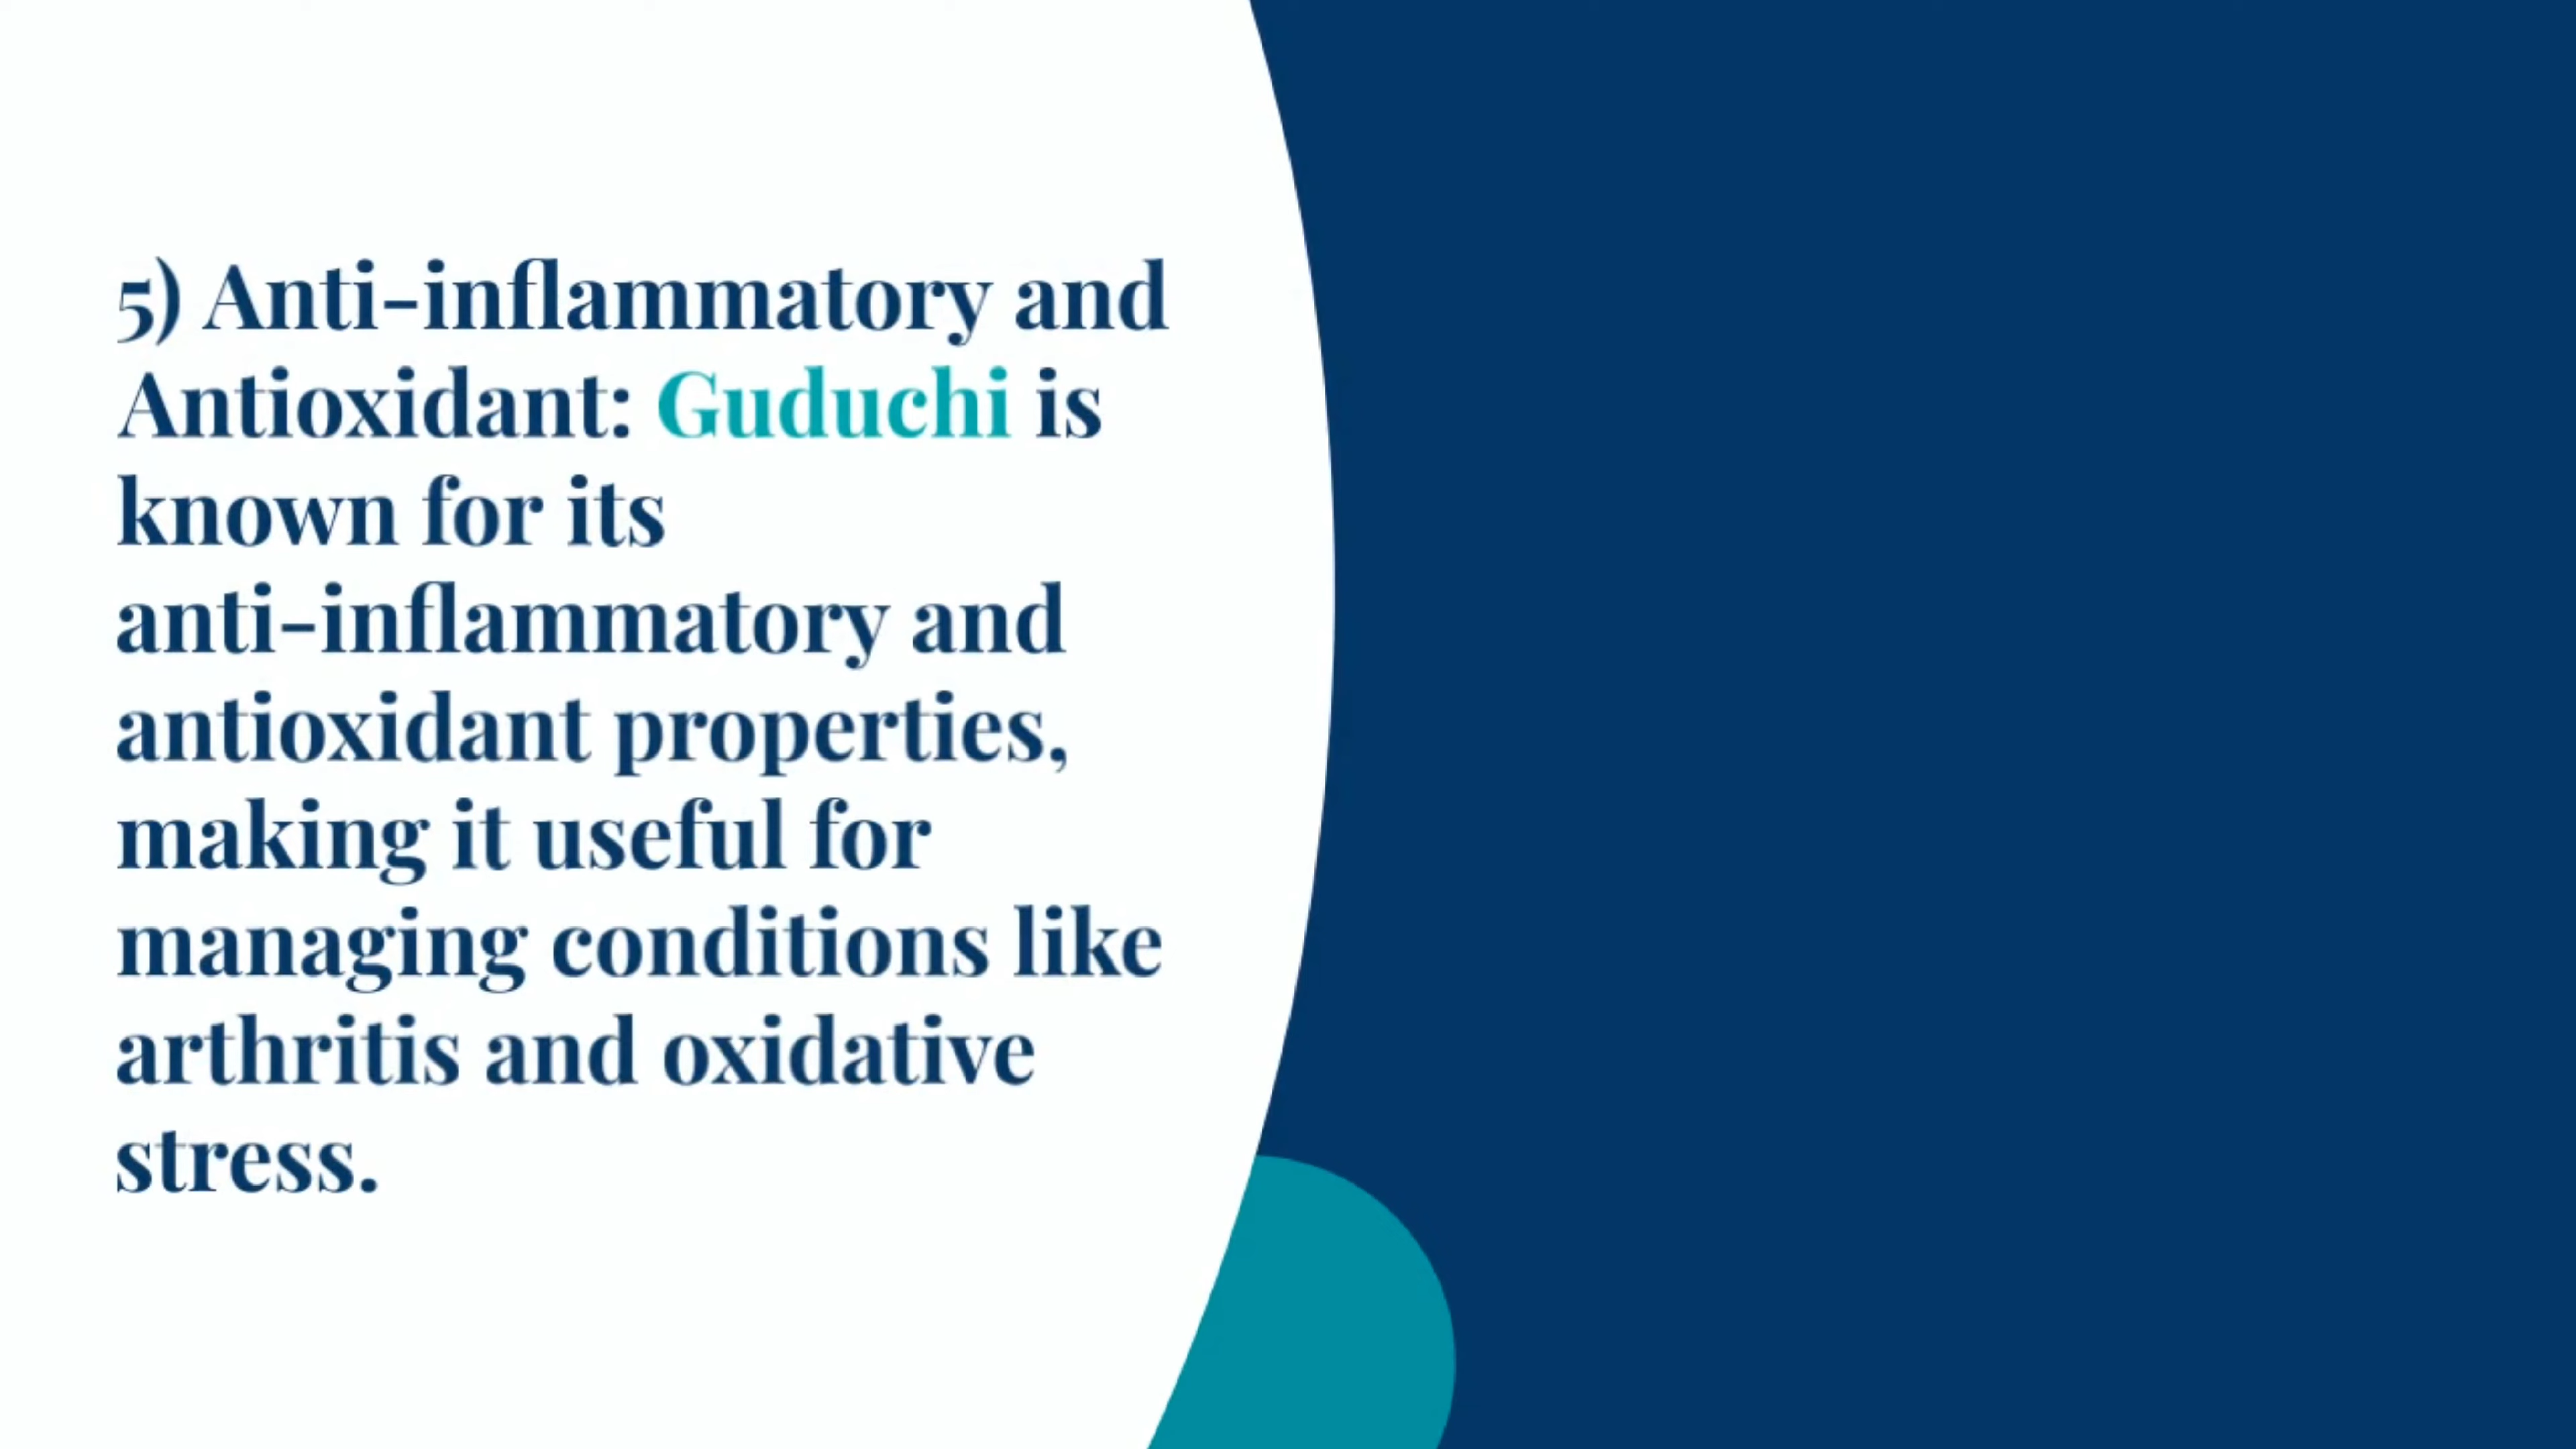 5) Anti-inflammatory and
Antioxidant: Guduchi is
known for its
anti-inflammatory and
antioxidant properties,
making it useful for
managing conditions like
arthritis and oxidative
stress.